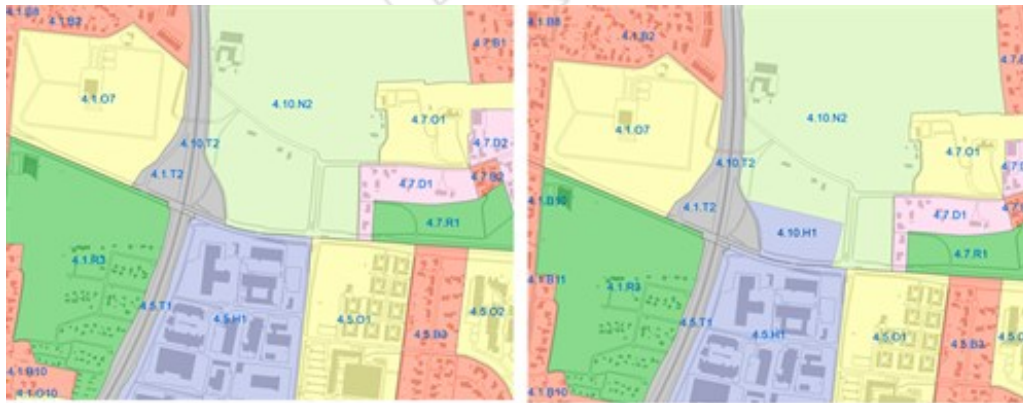 4.1.B8
4.1.B2
4.7.B1
4.1.O7
4.10.N2
4.7.O1
4.7.D2
4.10.T2
4.1.T2
4.7.D1
4.7.B2
4.7.R1
4.1.R3
4.5.T1
4.5.H1
4.5.O1
4.5.B3
4.5.O2
4.1.B10
4.1.O10
4.1.B8
4.1.B2
4.1.O7
4.10.N2
4.7.O1
4.10.T2
4.1.B10
4.1.T2
4.7.D1
4.10.H1
4.7.R1
4.1.B11
4.1.R3
4.5.T1
4.5.H1
4.5.O1
4.5.B3
4.1.B10